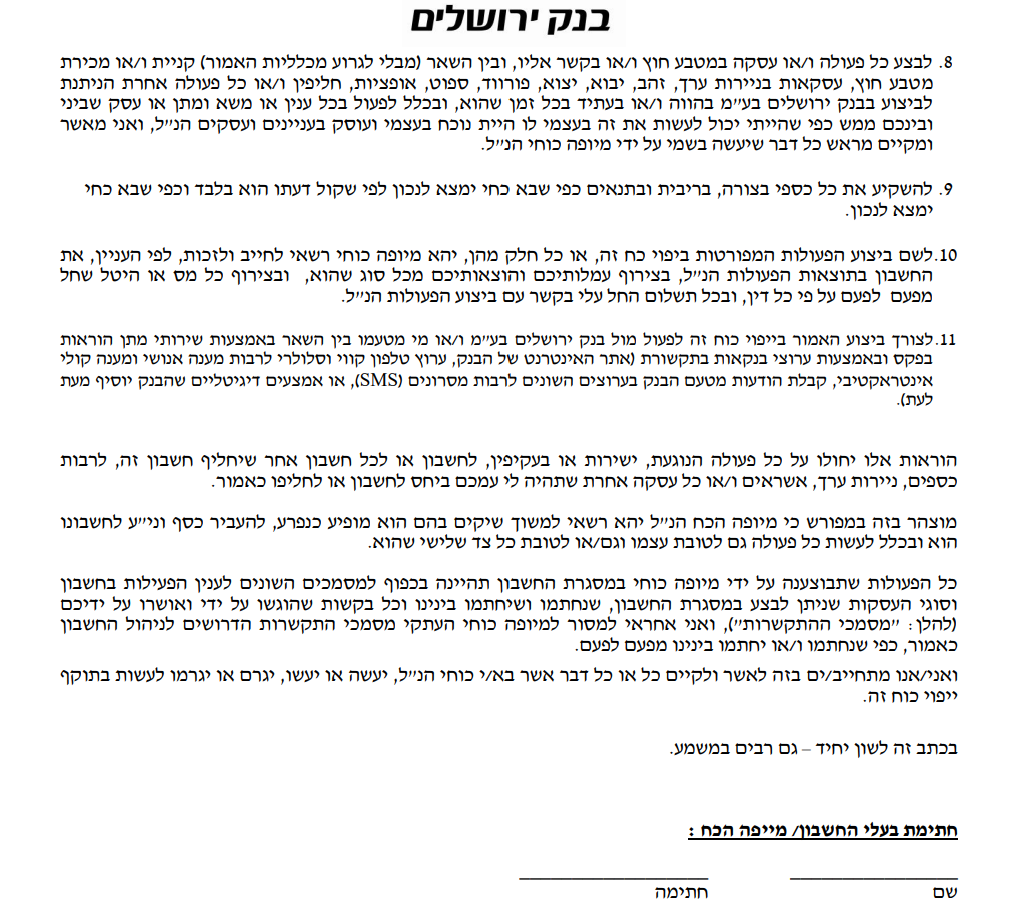 בנק ירושלים
8. לבצע כל פעולה ו/או עסקה במטבע חוץ ו/או בקשר אליו, ובין השאר (מבלי לגרוע מכלליות האמור) קניית ו/או מכירת
מטבע חוץ, עסקאות בניירות ערך, זהב, יבוא, יצוא, פורווד, ספוט, אופציות, חליפין ו/או כל פעולה אחרת הניתנת
לביצוע בבנק ירושלים בע״מ בהווה ו/או בעתיד בכל זמן שהוא, ובכלל לפעול בכל ענין או משא ומתן או עסק שביני
ובינכם ממש כפי שהייתי יכול לעשות את זה בעצמי לו היית נוכח בעצמי ועוסק בעניינים ועסקים הנ״ל, ואני מאשר
ומקיים מראש כל דבר שיעשה בשמי על ידי מיופה כוחי הנ״ל.
9. להשקיע את כל כספי בצורה, בריבית ובתנאים כפי שבא כחי ימצא לנכון לפי שקול דעתו הוא בלבד וכפי שבא כחי
ימצא לנכון.
10.לשם ביצוע הפעולות המפורטות ביפוי כח זה, או כל חלק מהן, יהא מיופה כוחי רשאי לחייב ולזכות, לפי העניין, את
החשבון בתוצאות הפעולות הנ״ל, בצירוף עמלותיכם והוצאותיכם מכל סוג שהוא, ובצירוף כל מס או היטל שחל
מפעם לפעם על פי כל דין, ובכל תשלום החל עלי בקשר עם ביצוע הפעולות הנ״ל.
11.לצורך ביצוע האמור בייפוי כוח זה לפעול מול בנק ירושלים בע״מ ו/או מי מטעמו בין השאר באמצעות שירותי מתן הוראות
בפקס ובאמצעות ערוצי בנקאות בתקשורת (אתר האינטרנט של הבנק, ערוץ טלפון קווי וסלולרי לרבות מענה אנושי ומענה קולי
אינטראקטיבי, קבלת הודעות מטעם הבנק בערוצים השונים לרבות מסרונים (SMS), או אמצעים דיגיטליים שהבנק יוסיף מעת
לעת).
הוראות אלו יחולו על כל פעולה הנוגעת, ישירות או בעקיפין, לחשבון או לכל חשבון אחר שיחליף חשבון זה, לרבות
כספים, ניירות ערך, אשראים ו/או כל עסקה אחרת שתהיה לי עמכם ביחס לחשבון או לחליפו כאמור.
מוצהר בזה במפורש כי מיופה הכח הנ״ל יהא רשאי למשוך שיקים בהם הוא מופיע כנפרע, להעביר כסף וני״ע לחשבונו
הוא ובכלל לעשות כל פעולה גם לטובת עצמו וגם/או לטובת כל צד שלישי שהוא.
כל הפעולות שתבוצענה על ידי מיופה כוחי במסגרת החשבון תהיינה בכפוף למסמכים השונים לענין הפעילות בחשבון
וסוגי העסקות שניתן לבצע במסגרת החשבון, שנחתמו ושיחתמו בינינו וכל בקשות שהוגשו על ידי ואושרו על ידיכם
(להלן: ״מסמכי ההתקשרות״), ואני אחראי למסור למיופה כוחי העתקי מסמכי התקשרות הדרושים לניהול החשבון
כאמור, כפי שנחתמו ו/או יחתמו בינינו מפעם לפעם.
ואני/אנו מתחייב/ים בזה לאשר ולקיים כל או כל דבר אשר בא/י כוחי הנ״ל, יעשה או יעשו, יגרם או יגרמו לעשות בתוקף
ייפוי כוח זה.
בכתב זה לשון יחיד – גם רבים במשמע.
חתימת בעלי החשבון/ מייפה הכח :
שם חתימה